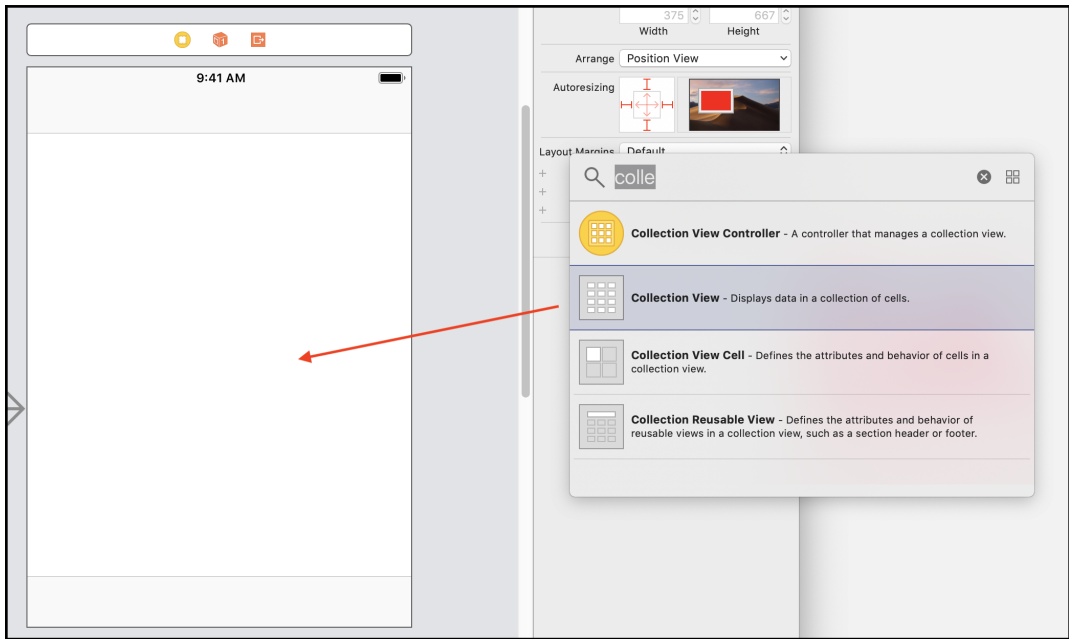 375 667
Width Height
Arrange Position View
9:41 AM
Autoresizing
Layout Margins Default
colle
Collection View Controller - A controller that manages a collection view.
Collection View - Displays data in a collection of cells.
Collection View Cell - Defines the attributes and behavior of cells in a
collection view.
Collection Reusable View - Defines the attributes and behavior of
reusable views in a collection view, such as a section header or footer.